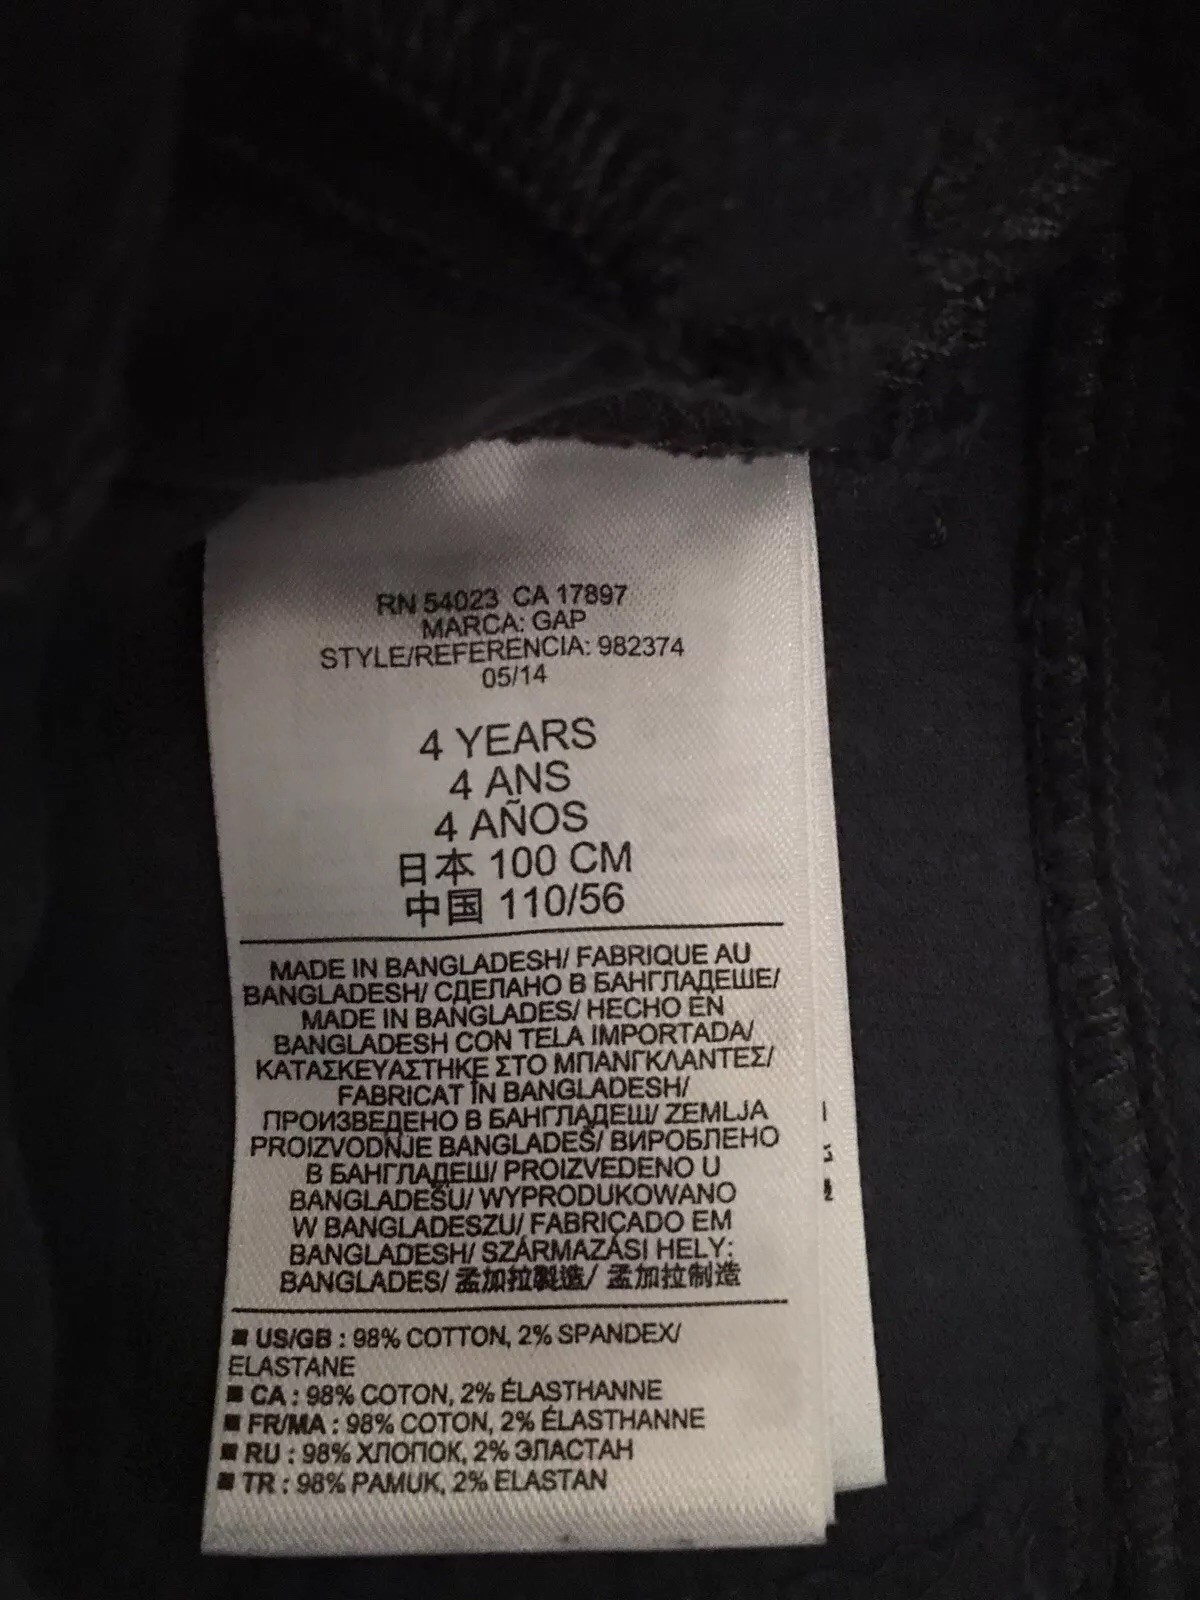 RN 54023 CA 17897
MARCA: GAP
STYLE/REFERENCIA: 982374
05/14
4 YEARS
4 ANS
4 AÑOS
日本 100 CM
中国 110/56
MADE IN BANGLADESH/ FABRIQUE AU
BANGLADESH/ СДЕЛАНО В БАНГЛАДЕШЕ/
MADE IN BANGLADES/ HECHO EN
BANGLADESH CON TELA IMPORTADA/
ΚΑΤΑΣΚΕΥΑΣΤΗΚΕ ΣΤΟ ΜΠΑΝΓΚΛΑΝΤΕΣ/
FABRICAT ÎN BANGLADESH/
ПРОИЗВЕДЕНО В БАНГЛАДЕШ/ ZEMLJA
PROIZVODNJE BANGLADEŠ/ ВИРОБЛЕНО
В БАНГЛАДЕШ/ PROIZVEDENO U
BANGLADEŠU/ WYPRODUKOWANO
W BANGLADESZU/ FABRICADO EM
BANGLADESH/ SZÁRMAZÁSI HELY:
BANGLADES/ 孟加拉製造/ 孟加拉制造
■ US/GB : 98% COTTON, 2% SPANDEX/
ELASTANE
■ CA : 98% COTON, 2% ÉLASTHANNE
■ FR/MA : 98% COTON, 2% ÉLASTHANNE
■ RU : 98% ХЛОПОК, 2% ЭЛАСТАН
■ TR : 98% PAMUK, 2% ELASTAN